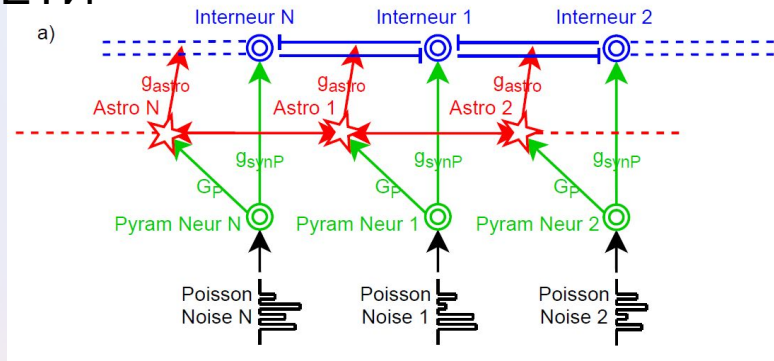 Interneur N Interneur 1 Interneur 2
a)
gastro gastro gastro
Astro N Astro 1 Astro 2
gsynP gsynP gsynP
GP GP GP
Pyram Neur N Pyram Neur 1 Pyram Neur 2
Poisson Poisson Poisson
Noise N Noise 1 Noise 2